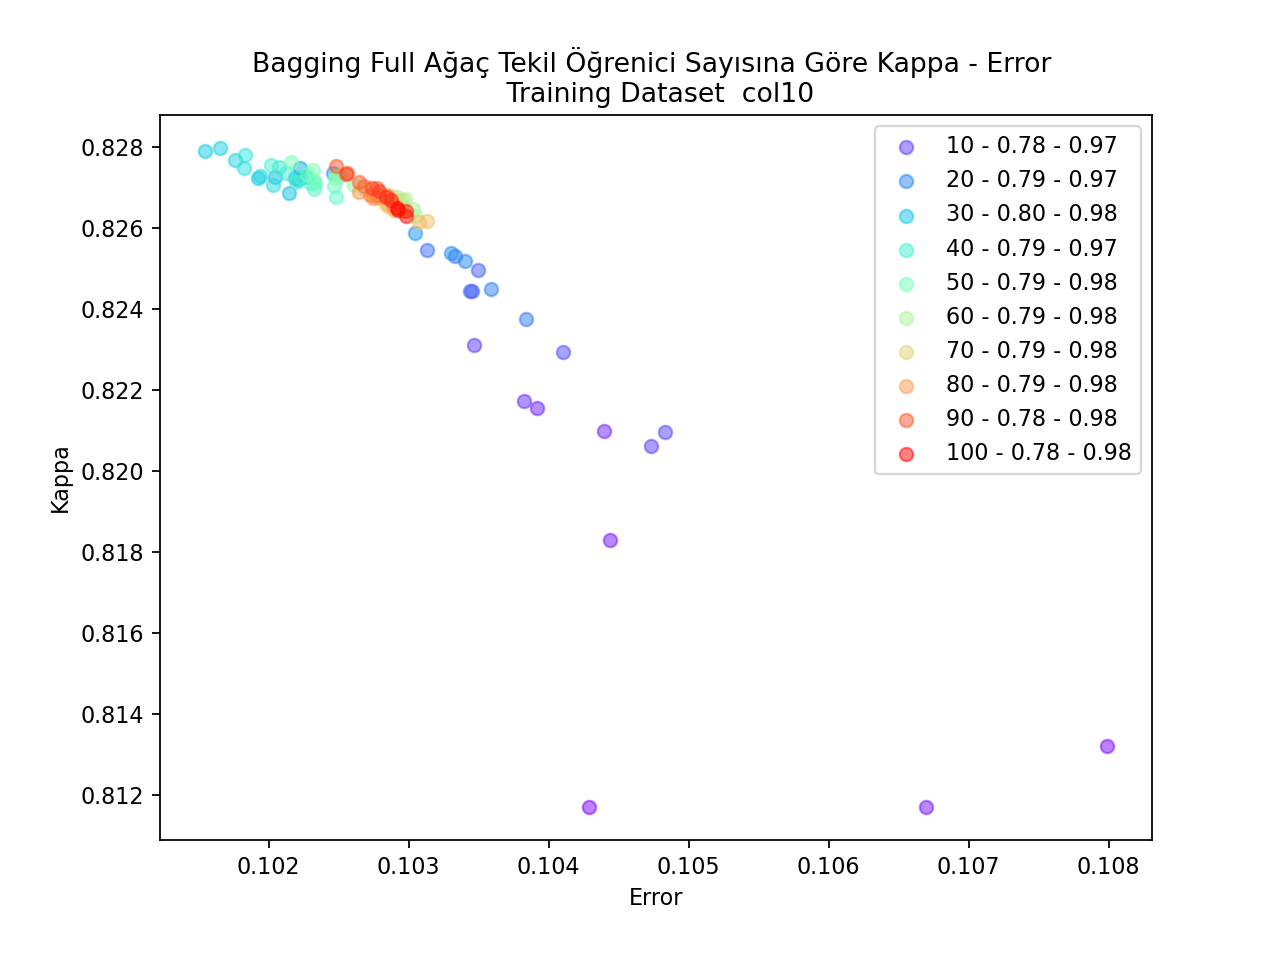 Bagging Full Ağaç Tekil Öğrenici Sayısına Göre Kappa - Error
Training Dataset  col10
10 - 0.78 - 0.97
20 - 0.79 - 0.97
30 - 0.80 - 0.98
40 - 0.79 - 0.97
50 - 0.79 - 0.98
60 - 0.79 - 0.98
70 - 0.79 - 0.98
80 - 0.79 - 0.98
90 - 0.78 - 0.98
100 - 0.78 - 0.98
Kappa
0.828
0.826
0.824
0.822
0.820
0.818
0.816
0.814
0.812
0.102 0.103 0.104 0.105 0.106 0.107 0.108
Error